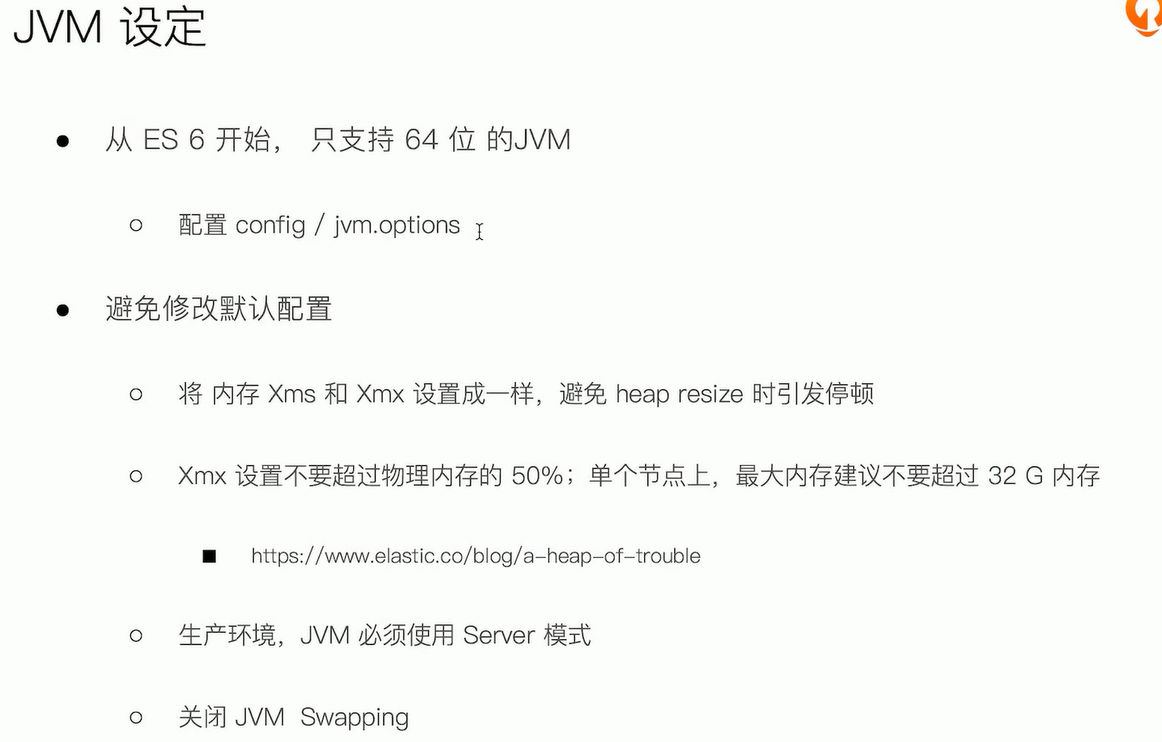 JVM 设定
从 ES 6 开始， 只支持 64 位 的JVM
配置 config / jvm.options
避免修改默认配置
将 内存 Xms 和 Xmx 设置成一样，避免 heap resize 时引发停顿
Xmx 设置不要超过物理内存的 50%；单个节点上，最大内存建议不要超过 32 G 内存
https://www.elastic.co/blog/a-heap-of-trouble
生产环境，JVM 必须使用 Server 模式
关闭 JVM Swapping